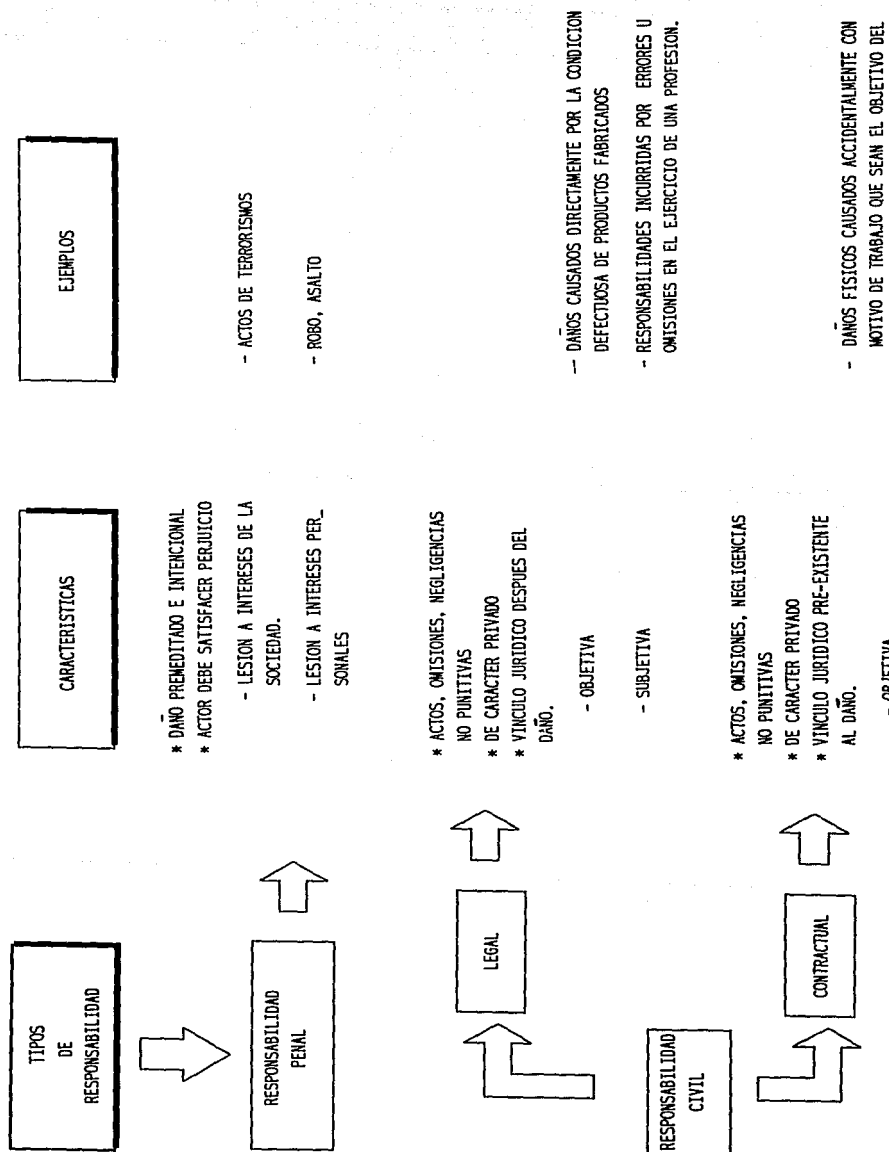 TIPOS
DE
RESPONSABILIDAD
CARACTERISTICAS
EJEMPLOS
RESPONSABILIDAD
PENAL
* DAÑO PREMEDITADO E INTENCIONAL
* ACTOR DEBE SATISFACER PERJUICIO
- LESION A INTERESES DE LA
SOCIEDAD.
- ACTOS DE TERRORISMOS
- LESION A INTERESES PER_
SONALES
- ROBO, ASALTO
RESPONSABILIDAD
CIVIL
LEGAL
* ACTOS, OMISIONES, NEGLIGENCIAS
NO PUNITIVAS
* DE CARACTER PRIVADO
* VINCULO JURIDICO DESPUES DEL
DAÑO.
- OBJETIVA
-- DAÑOS CAUSADOS DIRECTAMENTE POR LA CONDICION
DEFECTUOSA DE PRODUCTOS FABRICADOS
- SUBJETIVA
- RESPONSABILIDADES INCURRIDAS POR ERRORES U
OMISIONES EN EL EJERCICIO DE UNA PROFESION.
CONTRACTUAL
* ACTOS, OMISIONES, NEGLIGENCIAS
NO PUNITIVAS
* DE CARACTER PRIVADO
* VINCULO JURIDICO PRE-EXISTENTE
AL DAÑO.
- OBJETIVA
- DAÑOS FISICOS CAUSADOS ACCIDENTALMENTE CON
MOTIVO DE TRABAJO QUE SEAN EL OBJETIVO DEL